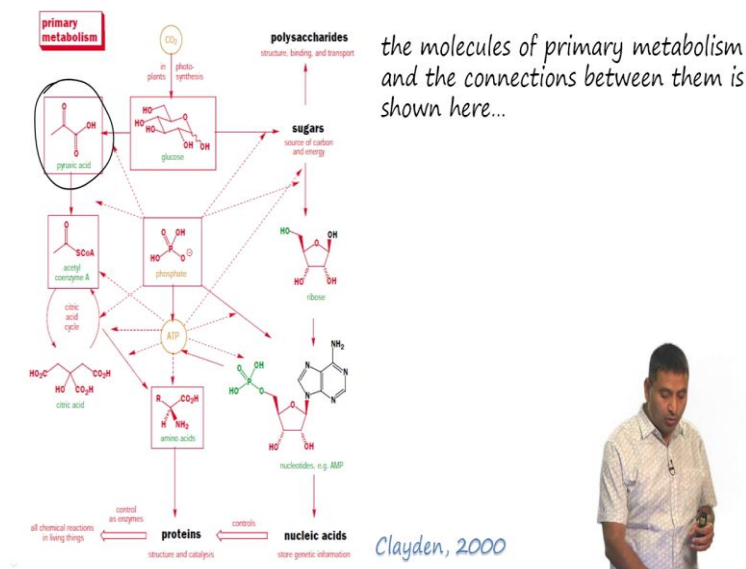 primary
metabolism
CO₂
in
plants
photo-
synthesis
polysaccharides
structure, binding, and transport
the molecules of primary metabolism
and the connections between them is
shown here...
O
OH
O
pyruvic acid
HO
HO
HO
O
OH
OH
glucose
sugars
source of carbon
and energy
O
SCoA
acetyl
coenzyme A
O
OH
P
HO
O
⊖
phosphate
HO
OH
O
HO
OH
ribose
citric
acid
cycle
ATP
HO₂C
CO₂H
HO
CO₂H
citric acid
R
CO₂H
H
NH₂
amino acids
NH₂
N
N
N
N
O
OH
P
HO
O
O
HO
OH
nucleotides, e.g. AMP
all chemical reactions
in living things
control
as enzymes
proteins
structure and catalysis
controls
nucleic acids
store genetic information
Clayden, 2000